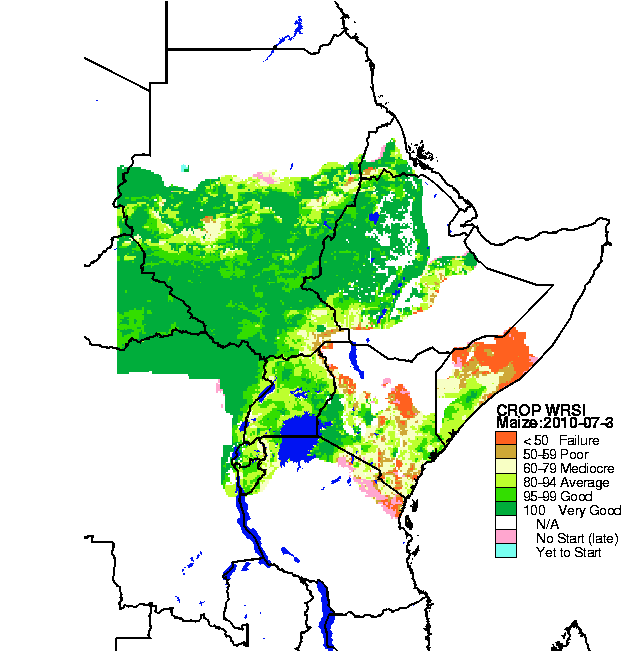 CROP WRSI
Maize:2010-07-3
<50 Failure
50-59 Poor
60-79 Mediocre
80-94 Average
95-99 Good
100 Very Good
N/A
No Start (late)
Yet to Start